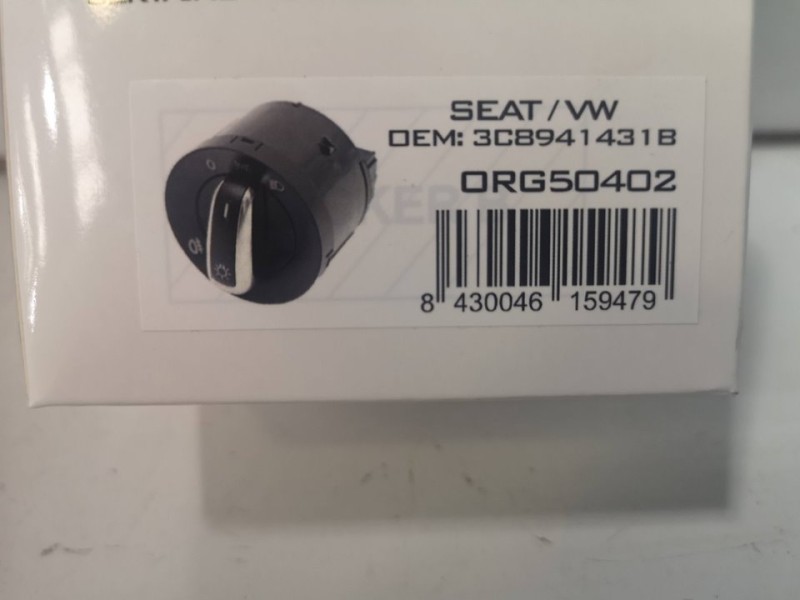 SEAT / VW
OEM: 3C8941431B
ORG50402
8 430046 159479